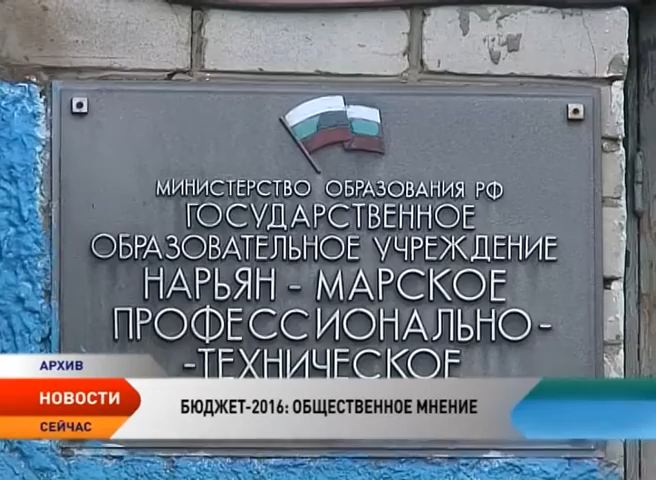 МИНИСТЕРСТВО ОБРАЗОВАНИЯ РФ
ГОСУДАРСТВЕННОЕ
ОБРАЗОВАТЕЛЬНОЕ УЧРЕЖДЕНИЕ
НАРЬЯН - МАРСКОЕ
ПРОФЕССИОНАЛЬНО-
-ТЕХНИЧЕСКОЕ
АРХИВ
НОВОСТИ
БЮДЖЕТ-2016: ОБЩЕСТВЕННОЕ МНЕНИЕ
СЕЙЧАС